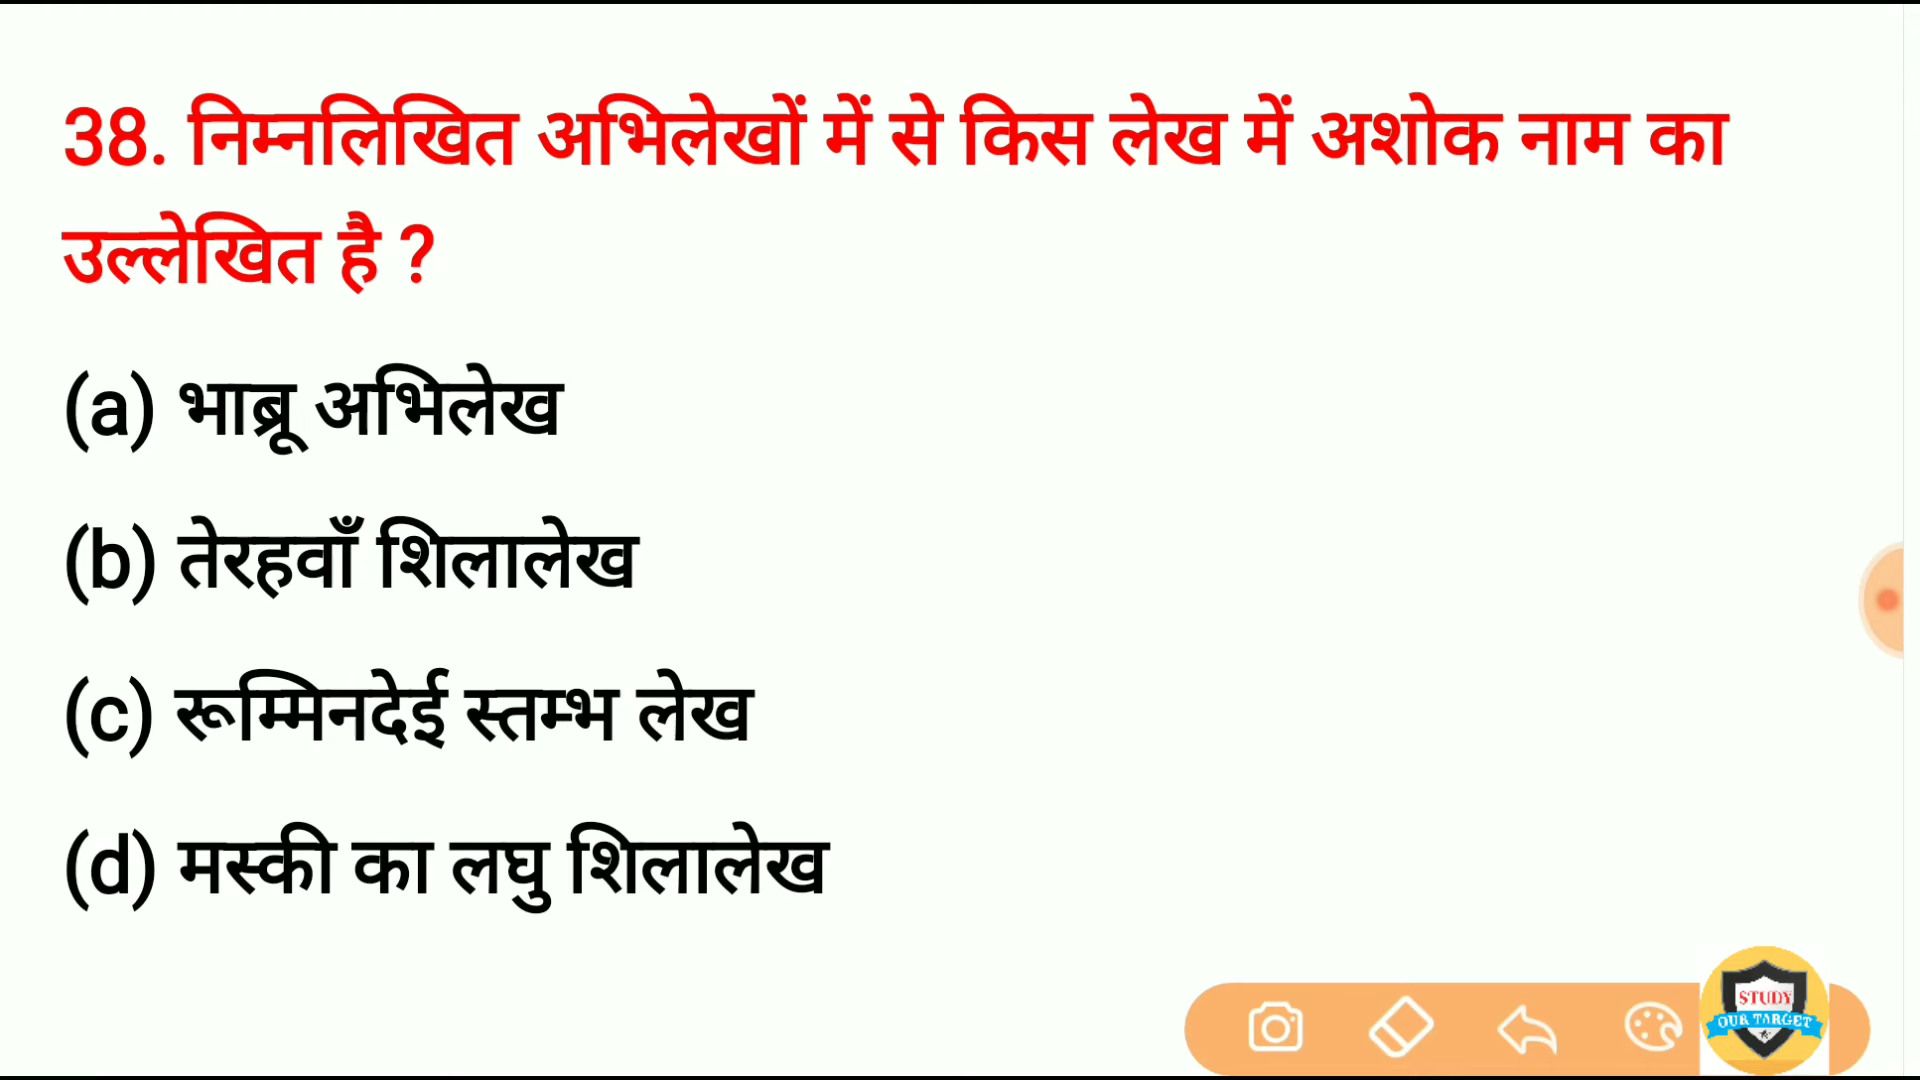 38. निम्नलिखित अभिलेखों में से किस लेख में अशोक नाम का
उल्लेखित है ?
(a) भाब्रू अभिलेख
(b) तेरहवाँ शिलालेख
(c) रूम्मिनदेई स्तम्भ लेख
(d) मस्की का लघु शिलालेख
STUDY
OUR TARGET